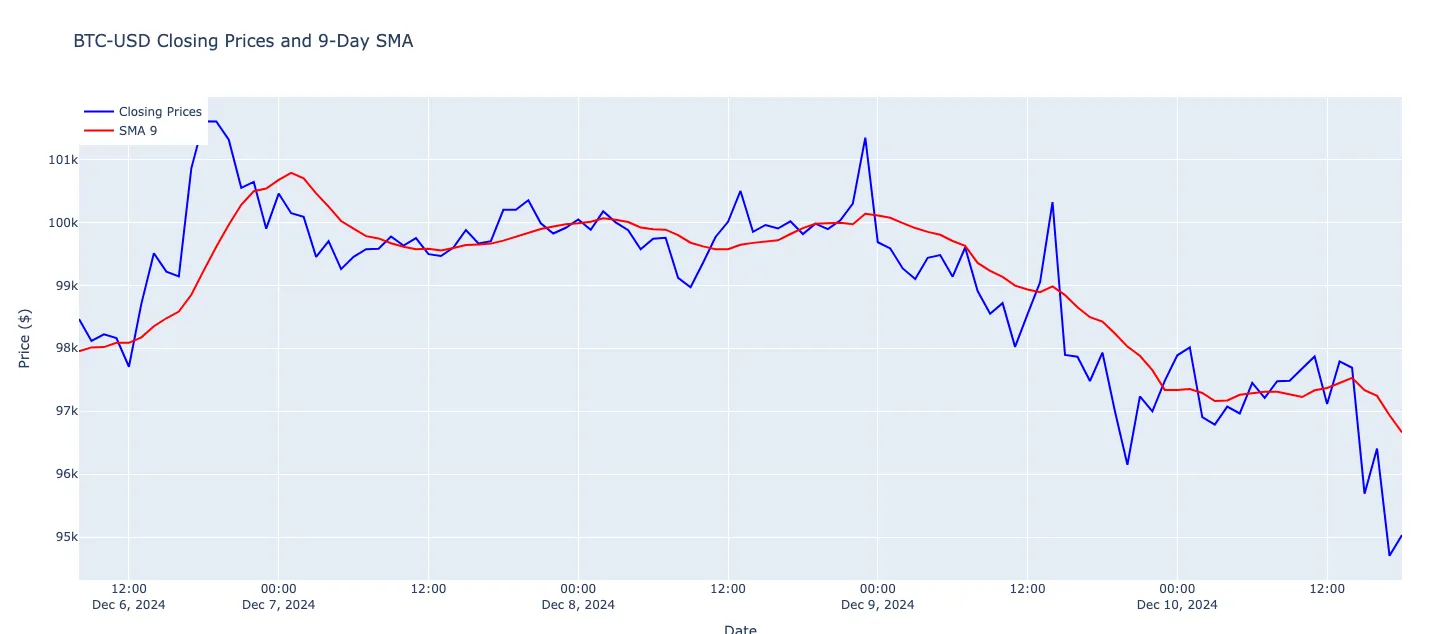 BTC-USD Closing Prices and 9-Day SMA
Closing Prices
SMA 9
101k
100k
99k
98k
97k
96k
95k
Price ($)
12:00
Dec 6, 2024
00:00
Dec 7, 2024
12:00
00:00
Dec 8, 2024
12:00
00:00
Dec 9, 2024
12:00
00:00
Dec 10, 2024
12:00
Date